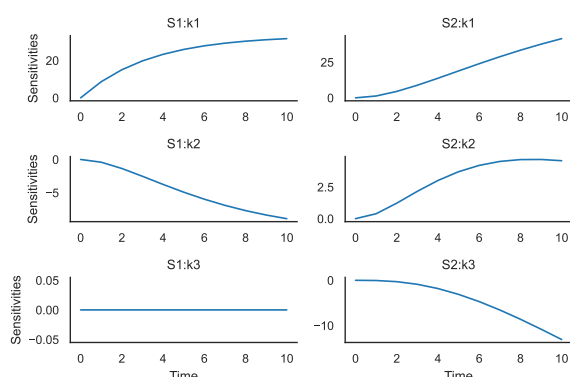 S1:k1
S2:k1
Sensitivities
20
0
25
0
0 2 4 6 8 10
0 2 4 6 8 10
S1:k2
S2:k2
Sensitivities
0
−5
2.5
0.0
0 2 4 6 8 10
0 2 4 6 8 10
S1:k3
S2:k3
Sensitivities
0.05
0.00
−0.05
0
−10
0 2 4 6 8 10
0 2 4 6 8 10
Time
Time